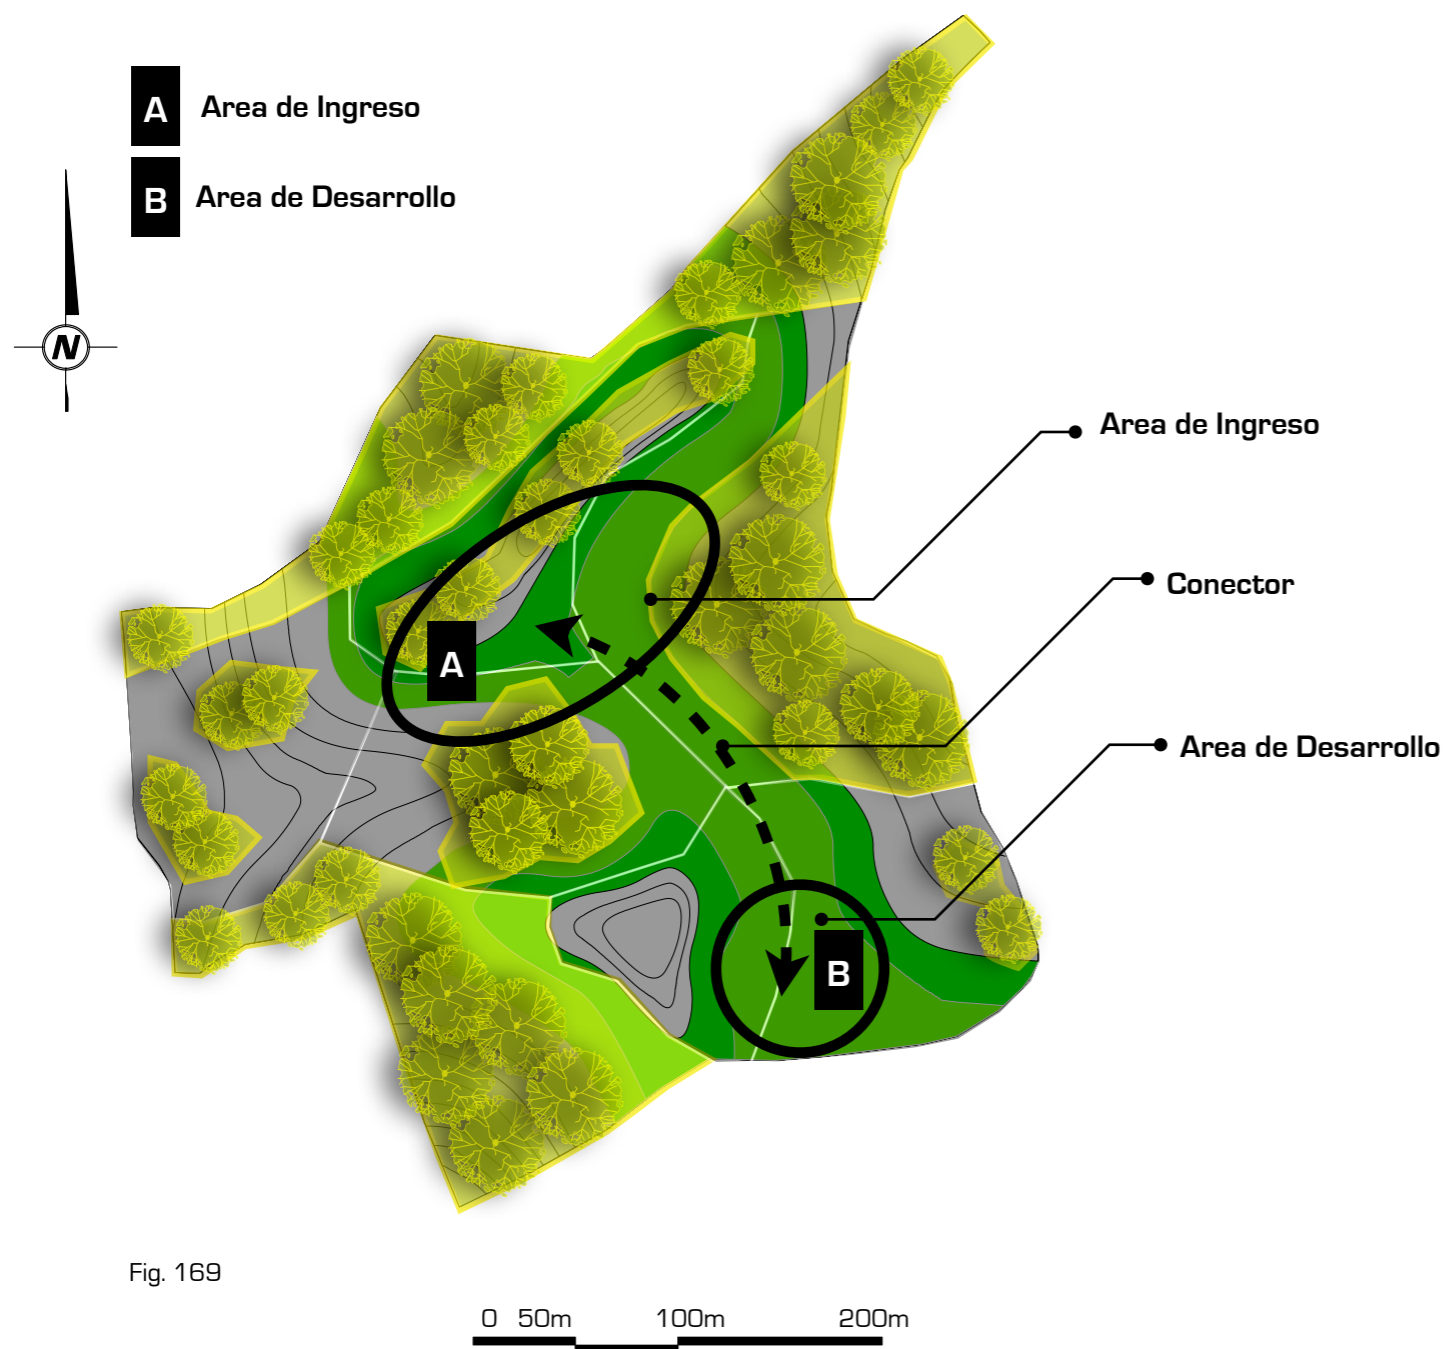 A Area de Ingreso
B Area de Desarrollo
N
Area de Ingreso
Conector
A
Area de Desarrollo
B
Fig. 169
0 50m 100m 200m